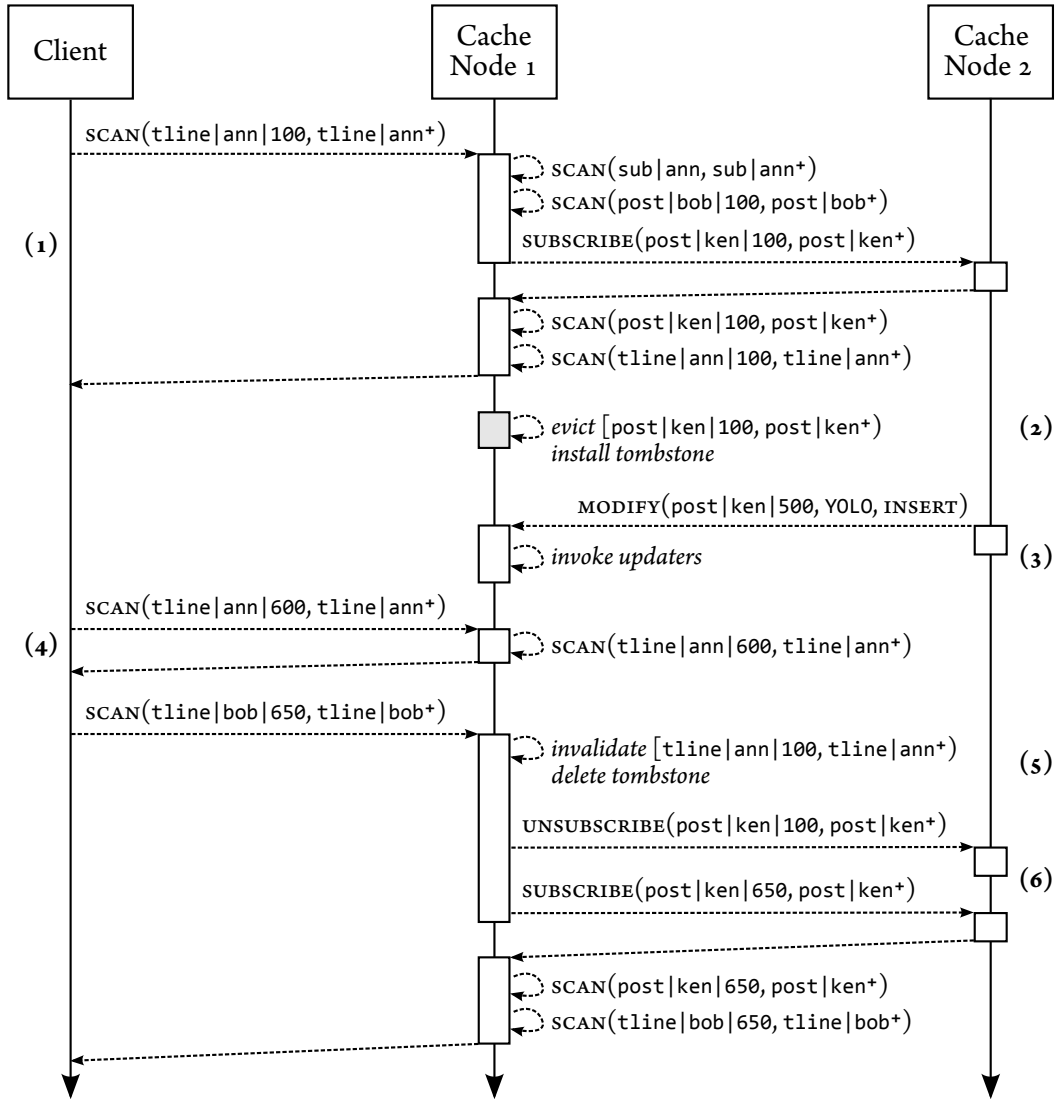 Client
Cache
Node 1
Cache
Node 2
SCAN(tline|ann|100, tline|ann⁺)
SCAN(sub|ann, sub|ann⁺)
SCAN(post|bob|100, post|bob⁺)
(1)
SUBSCRIBE(post|ken|100, post|ken⁺)
SCAN(post|ken|100, post|ken⁺)
SCAN(tline|ann|100, tline|ann⁺)
evict [post|ken|100, post|ken⁺)
install tombstone
(2)
MODIFY(post|ken|500, YOLO, INSERT)
invoke updaters
(3)
SCAN(tline|ann|600, tline|ann⁺)
(4)
SCAN(tline|ann|600, tline|ann⁺)
SCAN(tline|bob|650, tline|bob⁺)
invalidate [tline|ann|100, tline|ann⁺)
delete tombstone
(5)
UNSUBSCRIBE(post|ken|100, post|ken⁺)
(6)
SUBSCRIBE(post|ken|650, post|ken⁺)
SCAN(post|ken|650, post|ken⁺)
SCAN(tline|bob|650, tline|bob⁺)